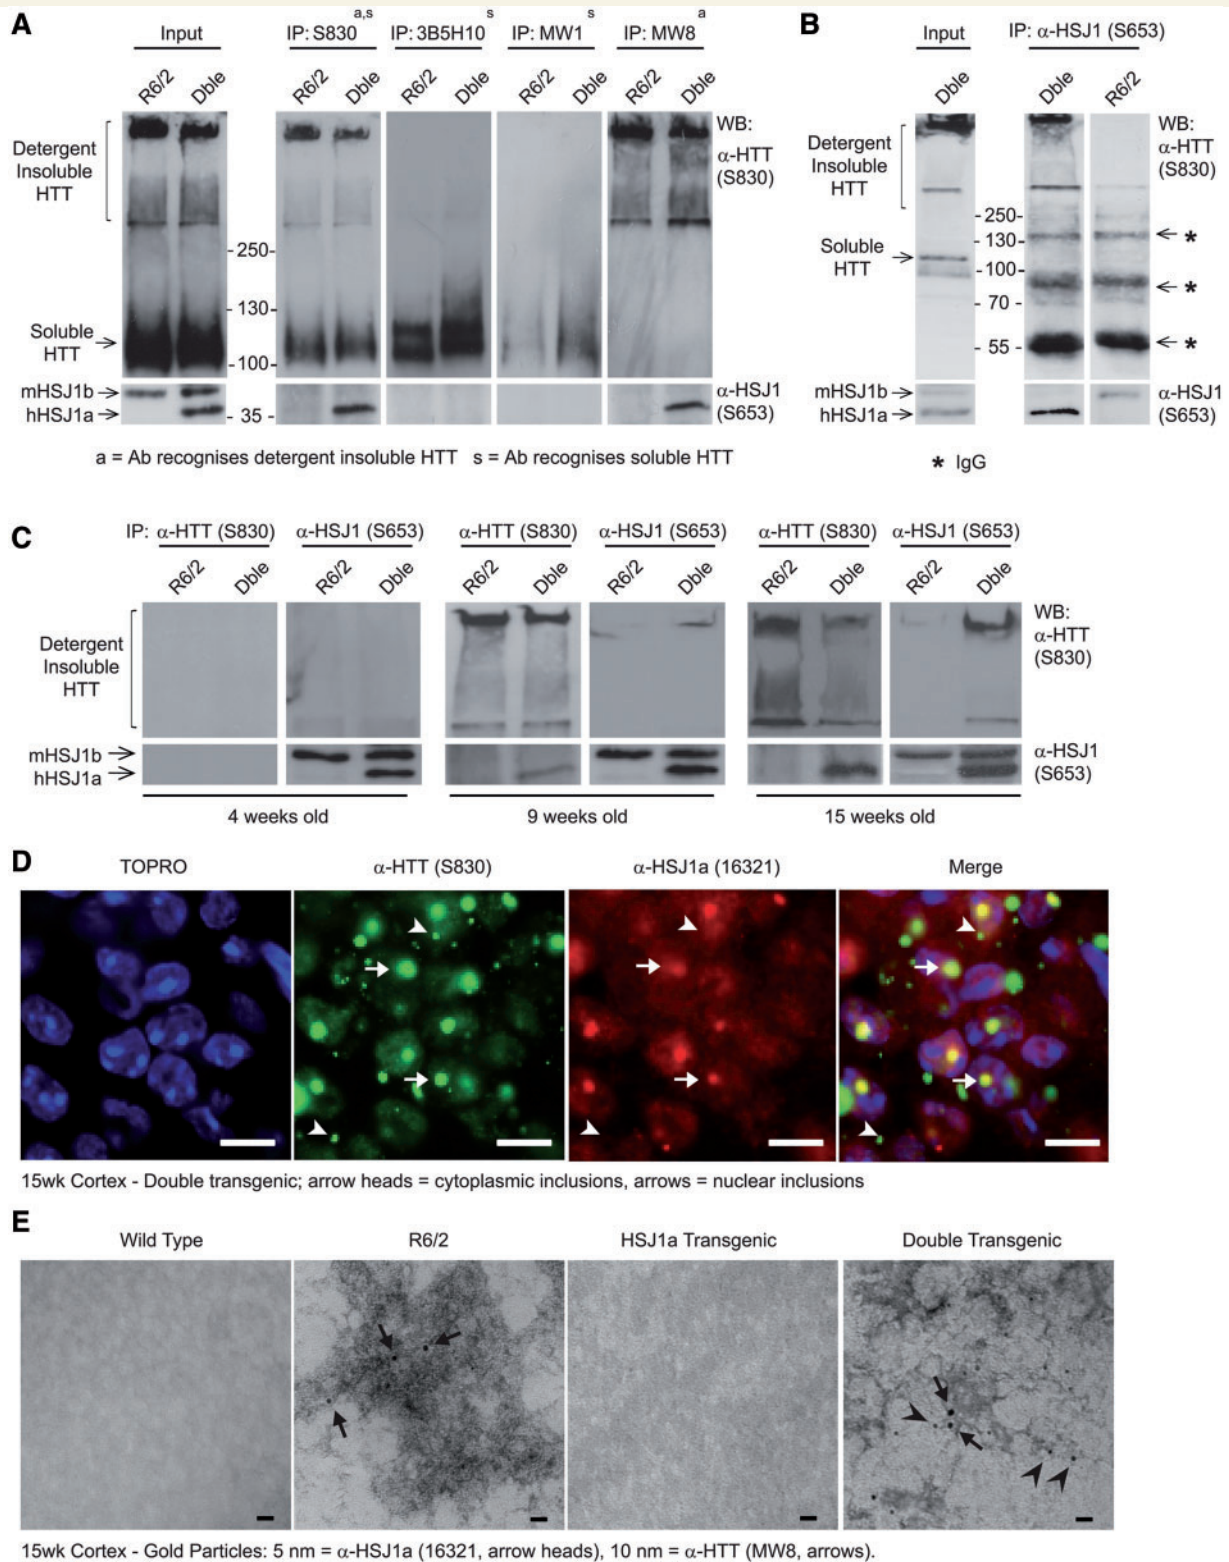 A
Input
IP: S830 a,s
IP: 3B5H10 s
IP: MW1 s
IP: MW8 a
R6/2 Dble R6/2 Dble R6/2 Dble R6/2 Dble R6/2 Dble
Detergent Insoluble HTT
WB: α-HTT (S830)
- 250 -
- 130 -
Soluble HTT
- 100 -
mHSJ1b
hHSJ1a
- 35 -
α-HSJ1 (S653)
a = Ab recognises detergent insoluble HTT s = Ab recognises soluble HTT
B
Input
IP: α-HSJ1 (S653)
Dble Dble R6/2
Detergent Insoluble HTT
WB: α-HTT (S830)
- 250 -
- 130 -
*
Soluble HTT
- 100 -
*
- 70 -
- 55 -
*
mHSJ1b
hHSJ1a
α-HSJ1 (S653)
* IgG
C
IP: α-HTT (S830) α-HSJ1 (S653) α-HTT (S830) α-HSJ1 (S653) α-HTT (S830) α-HSJ1 (S653)
R6/2 Dble R6/2 Dble R6/2 Dble R6/2 Dble R6/2 Dble R6/2 Dble
Detergent Insoluble HTT
WB: α-HTT (S830)
mHSJ1b
hHSJ1a
α-HSJ1 (S653)
4 weeks old 9 weeks old 15 weeks old
D
TOPRO α-HTT (S830) α-HSJ1a (16321) Merge
15wk Cortex - Double transgenic; arrow heads = cytoplasmic inclusions, arrows = nuclear inclusions
E
Wild Type R6/2 HSJ1a Transgenic Double Transgenic
15wk Cortex - Gold Particles: 5 nm = α-HSJ1a (16321, arrow heads), 10 nm = α-HTT (MW8, arrows).